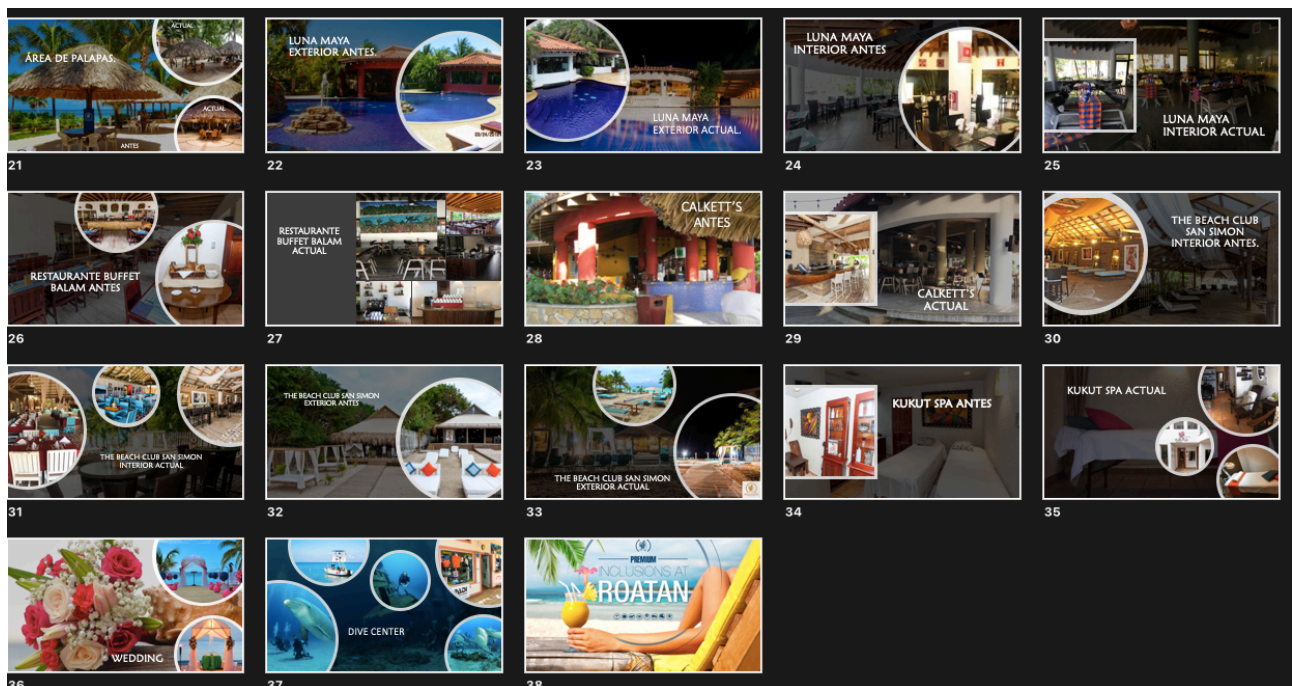 ACTUAL
ÁREA DE PALAPAS.
ACTUAL
ANTES
21
LUNA MAYA
EXTERIOR ANTES.
22
LUNA MAYA
EXTERIOR ACTUAL.
23
LUNA MAYA
INTERIOR ANTES
24
LUNA MAYA
INTERIOR ACTUAL
25
RESTAURANTE BUFFET
BALAM ANTES
26
RESTAURANTE
BUFFET BALAM
ACTUAL
27
CALKETT'S
ANTES
28
CALKETT'S
ACTUAL
29
THE BEACH CLUB
SAN SIMON
INTERIOR ANTES.
30
THE BEACH CLUB SAN SIMON
INTERIOR ACTUAL
31
THE BEACH CLUB SAN SIMON
EXTERIOR ANTES
32
THE BEACH CLUB SAN SIMON
EXTERIOR ACTUAL
33
KUKUT SPA ANTES
34
KUKUT SPA ACTUAL
35
WEDDING
36
DIVE CENTER
37
PREMIUM
INCLUSIONS AT
ROATAN
38